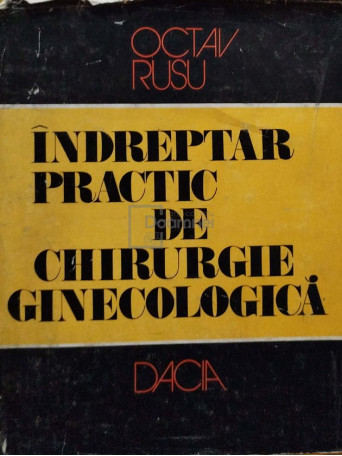 OCTAV
RUSU
ÎNDREPTAR
PRACTIC
DE
CHIRURGIE
GINECOLOGICĂ
DACIA